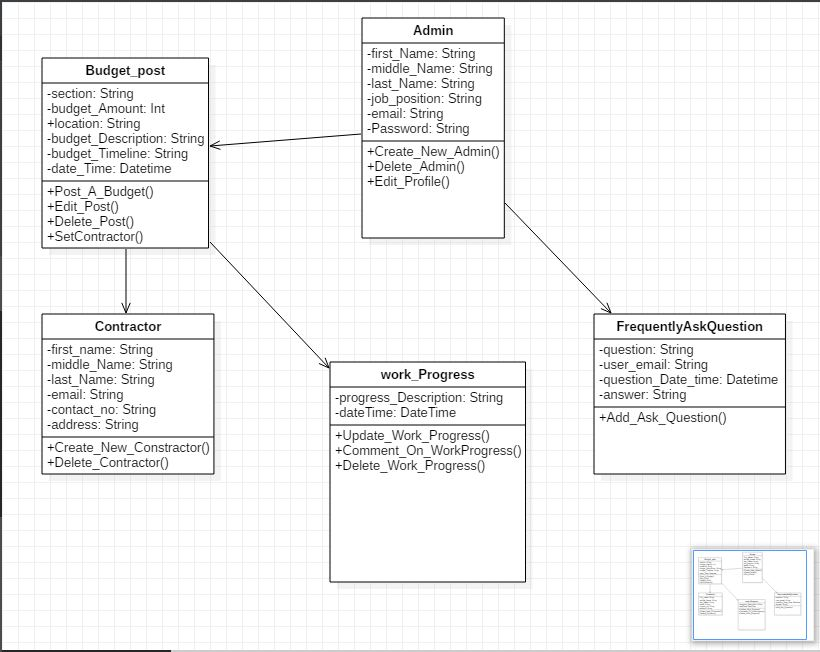 Admin
-first_Name: String
-middle_Name: String
-last_Name: String
-job_position: String
-email: String
-Password: String
+Create_New_Admin()
+Delete_Admin()
+Edit_Profile()
Budget_post
-section: String
-budget_Amount: Int
+location: String
-budget_Description: String
-budget_Timeline: String
-date_Time: Datetime
+Post_A_Budget()
+Edit_Post()
+Delete_Post()
+SetContractor()
Contractor
-first_name: String
-middle_Name: String
-last_Name: String
-email: String
-contact_no: String
-address: String
+Create_New_Constractor()
+Delete_Contractor()
work_Progress
-progress_Description: String
-dateTime: DateTime
+Update_Work_Progress()
+Comment_On_WorkProgress()
+Delete_Work_Progress()
FrequentlyAskQuestion
-question: String
-user_email: String
-question_Date_time: Datetime
-answer: String
+Add_Ask_Question()